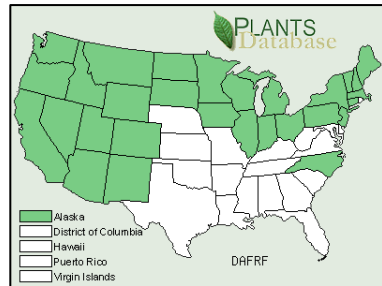 PLANTS
Database
Alaska
District of Columbia
Hawaii
Puerto Rico
Virgin Islands
DAFRF